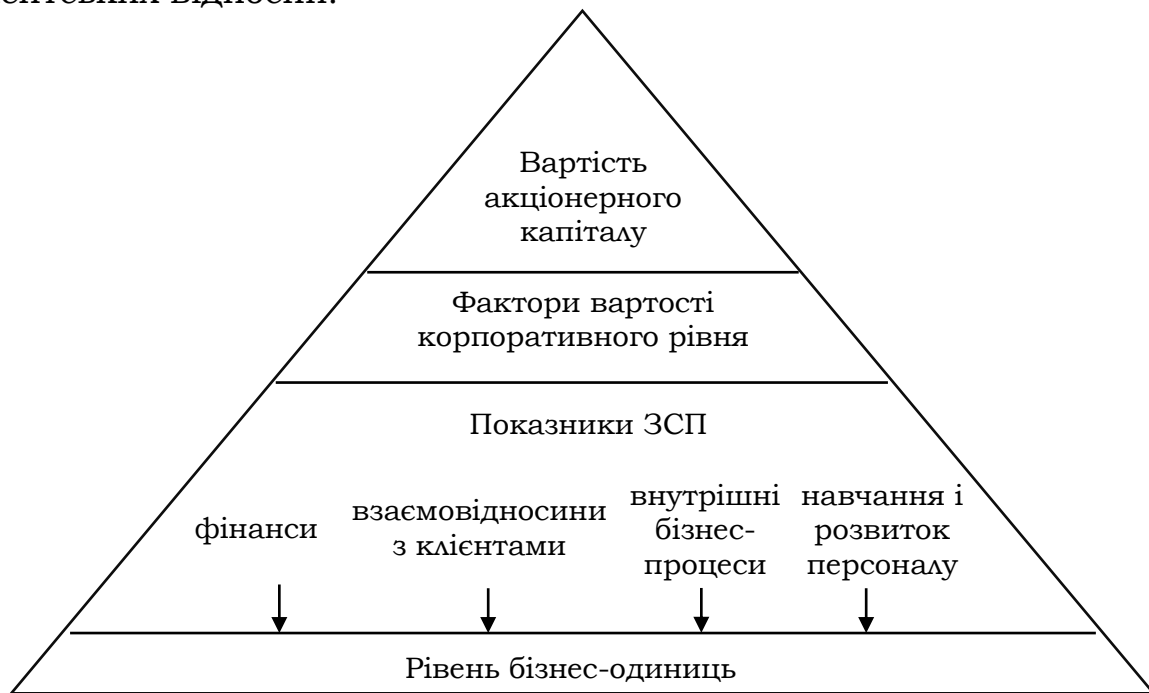 Вартість
акціонерного
капіталу
Фактори вартості
корпоративного рівня
Показники ЗСП
фінанси
взаємовідносини
з клієнтами
внутрішні
бізнес-
процеси
навчання і
розвиток
персоналу
Рівень бізнес-одиниць